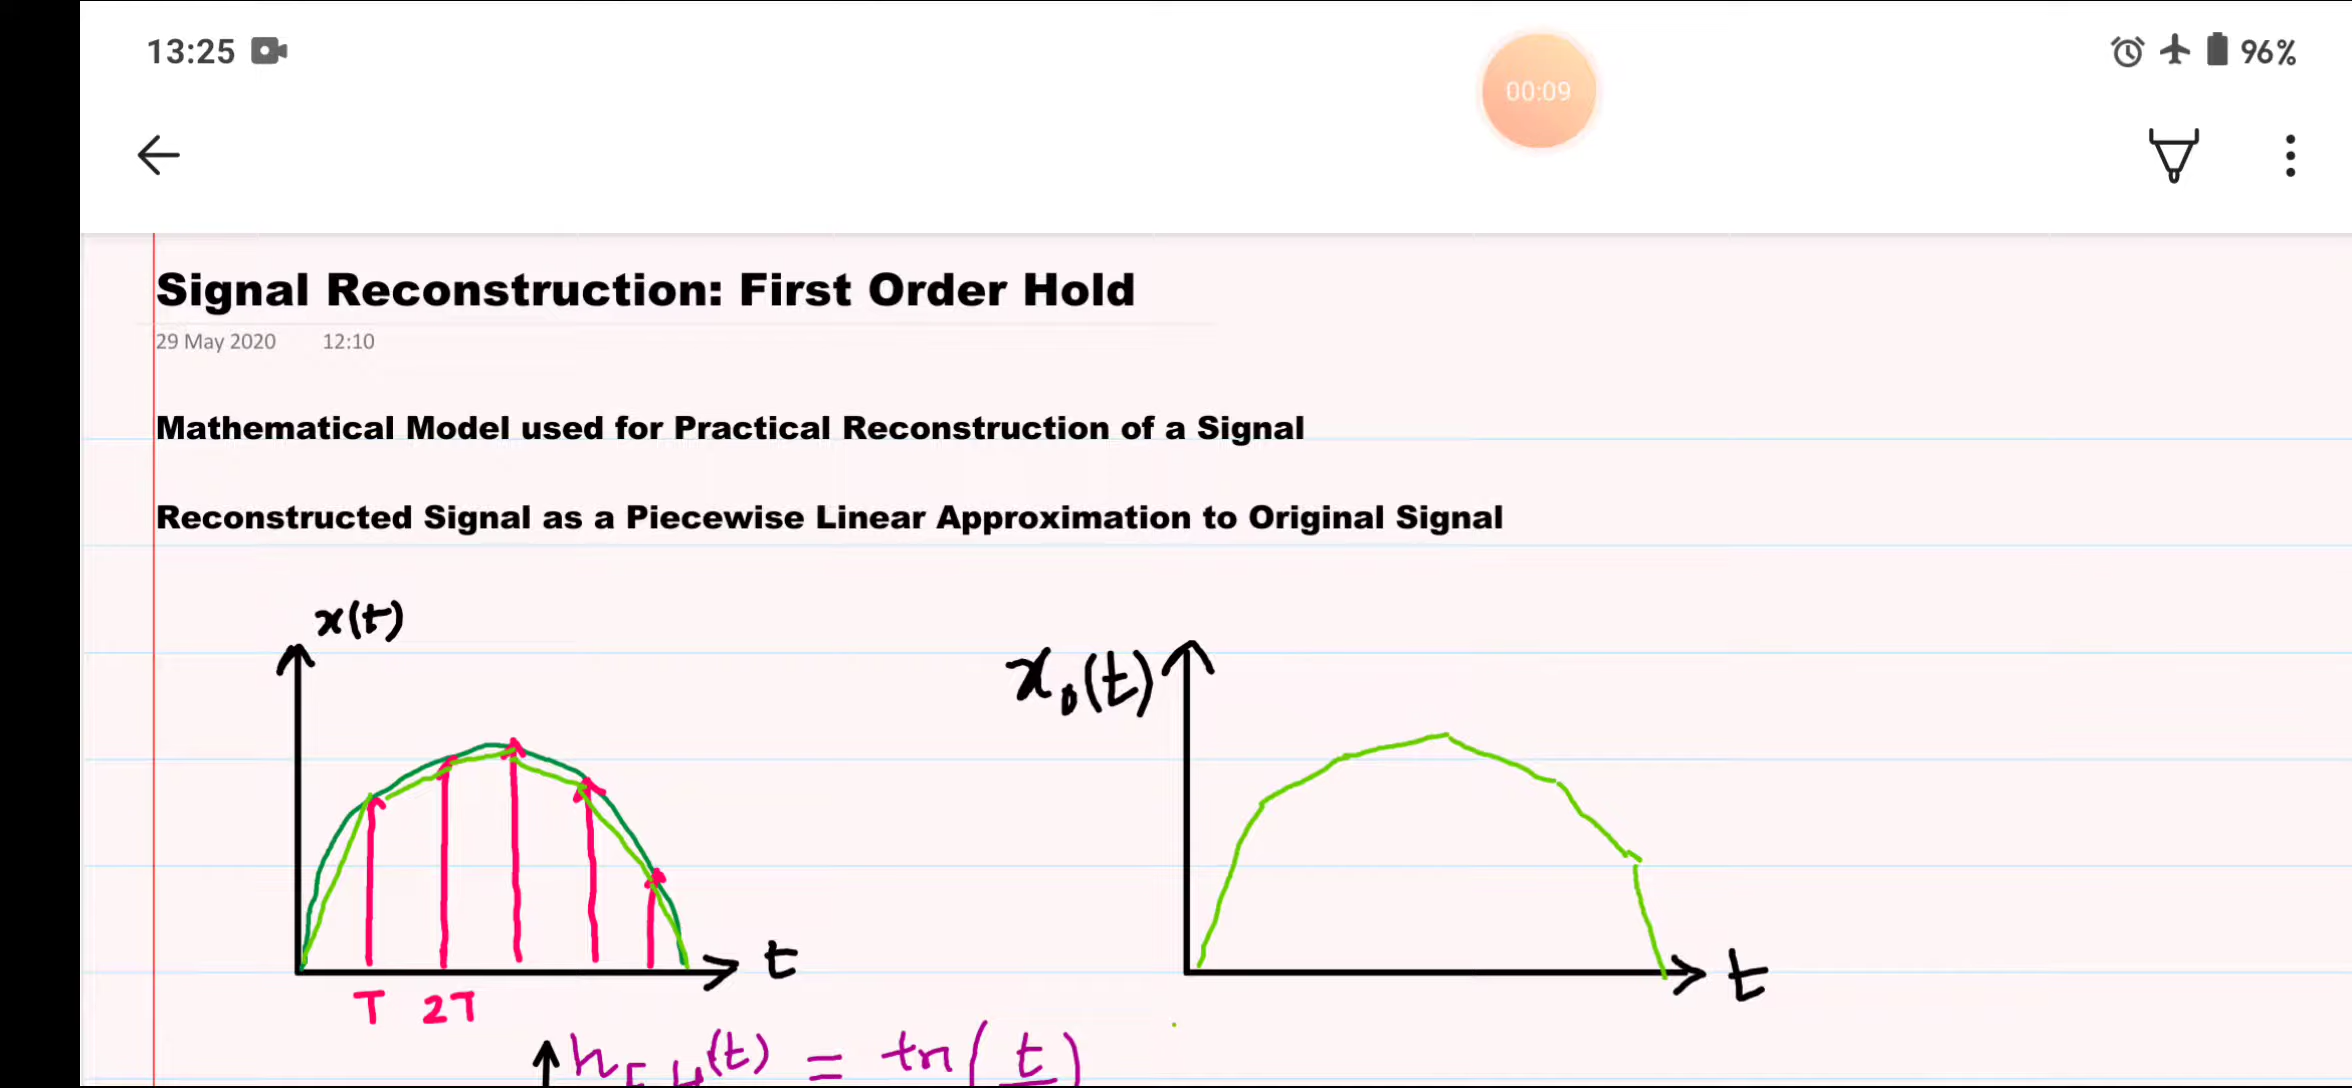 13:25
00:09
96%
Signal Reconstruction: First Order Hold
29 May 2020 12:10
Mathematical Model used for Practical Reconstruction of a Signal
Reconstructed Signal as a Piecewise Linear Approximation to Original Signal
x(t)
x₀(t)
t
t
T 2T
(t) = tri( t )